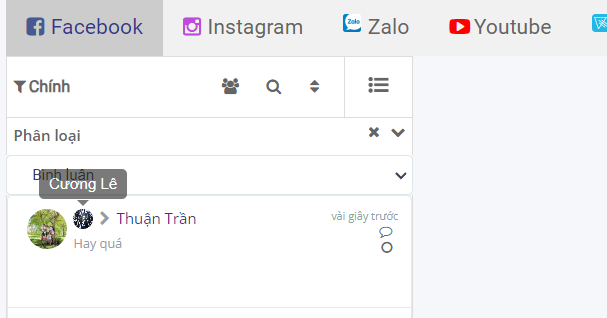 Facebook Instagram Zalo Youtube
Chính
Phân loại
Bình luận
Cương Lê
Thuận Trần vài giây trước
Hay quá